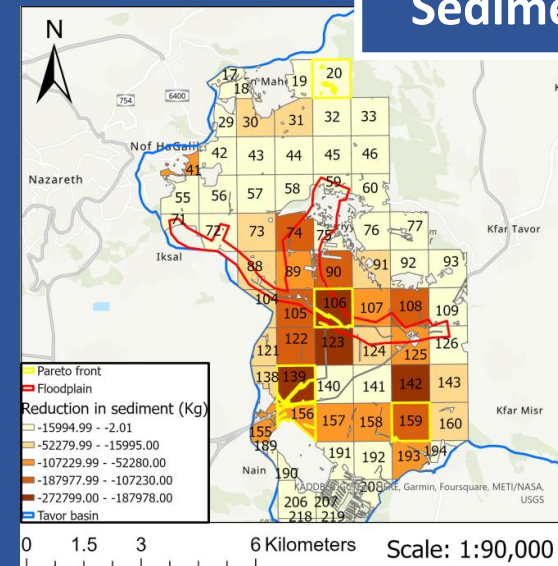 Sedime
N
17
18
n Mahe
19
20
754
6400
29 30 31 32 33
Nof HaGalil
41
42 43 44 45 46
Nazareth
55 56 57 58 59 60
71
72
73 74 75 76 77
Kfar Tavor
Iksal
88 89 90 91 92 93
104 105 106 107 108 109
121 122 123 124 125 126
138 139 140 141 142 143
155 156 157 158 159 160
Kfar Misr
189
Nain
190 191 192 193 194
206 207 208
218 219
Garmin, Foursquare, METI/NASA,
USGS
Pareto front
Floodplain
Reduction in sediment (Kg)
-15994.99 - -2.01
-52279.99 - -15995.00
-107229.99 - -52280.00
-187977.99 - -107230.00
-272799.00 - -187978.00
Tavor basin
0 1.5 3 6 Kilometers
Scale: 1:90,000